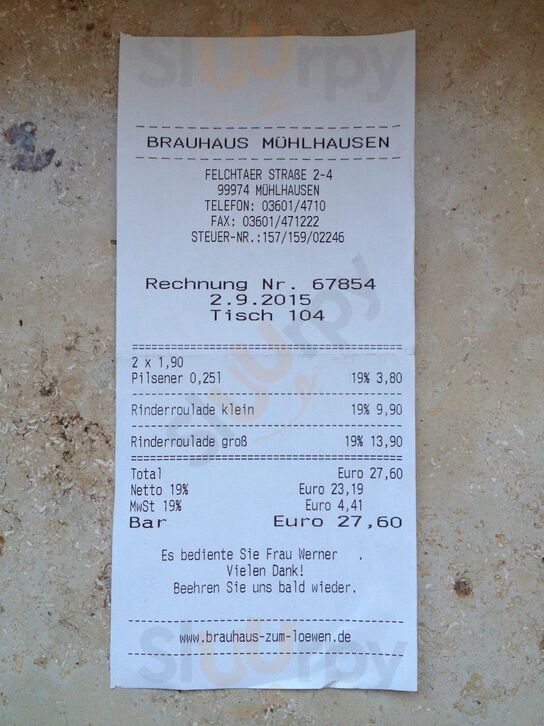 Sluurpy
BRAUHAUS MÜHLHAUSEN
FELCHTAER STRAßE 2-4
99974 MÜHLHAUSEN
TELEFON: 03601/4710
FAX: 03601/471222
STEUER-NR.:157/159/02246
Rechnung Nr. 67854
2.9.2015
Tisch 104
2 x 1,90
Pilsener 0,25l 19% 3,80
Rinderroulade klein 19% 9,90
Rinderroulade groß 19% 13,90
Total Euro 27,60
Netto 19% Euro 23,19
MwSt 19% Euro 4,41
Bar Euro 27,60
Es bediente Sie Frau Werner .
Vielen Dank!
Beehren Sie uns bald wieder.
www.brauhaus-zum-loewen.de
Sluurpy